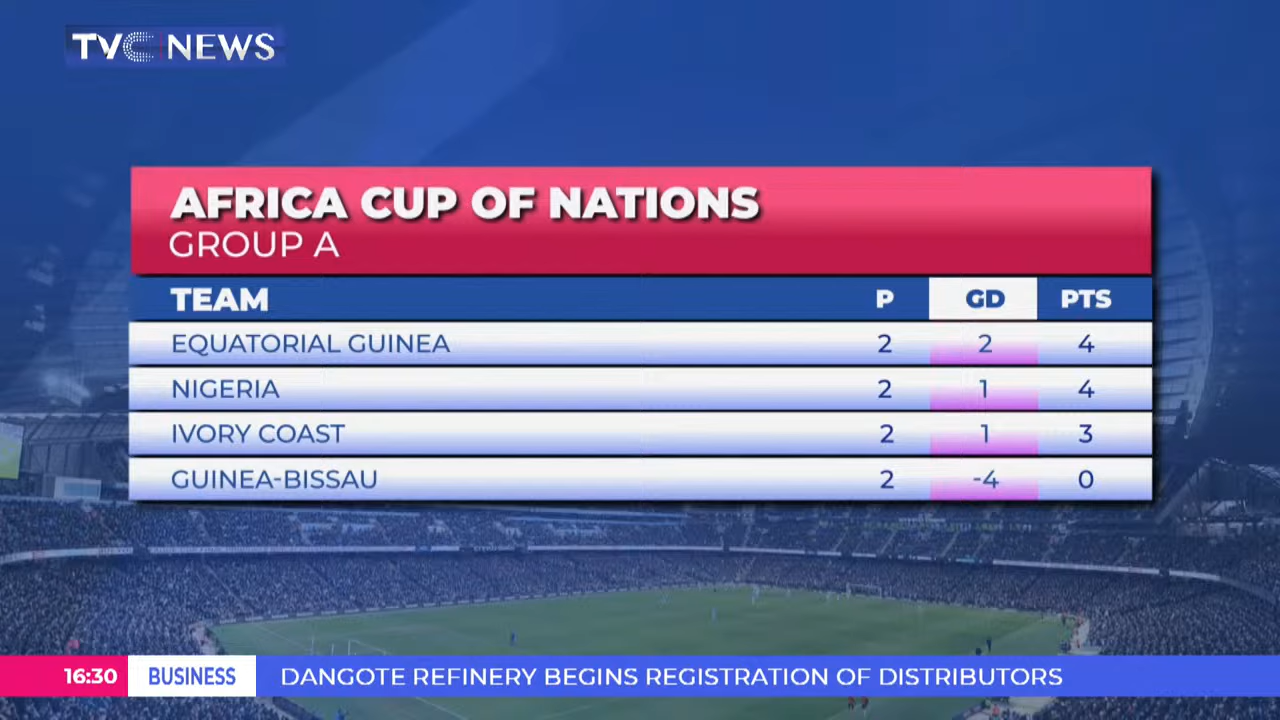 TVC NEWS
AFRICA CUP OF NATIONS
GROUP A
TEAM P GD PTS
EQUATORIAL GUINEA 2 2 4
NIGERIA 2 1 4
IVORY COAST 2 1 3
GUINEA-BISSAU 2 -4 0
16:30 BUSINESS DANGOTE REFINERY BEGINS REGISTRATION OF DISTRIBUTORS